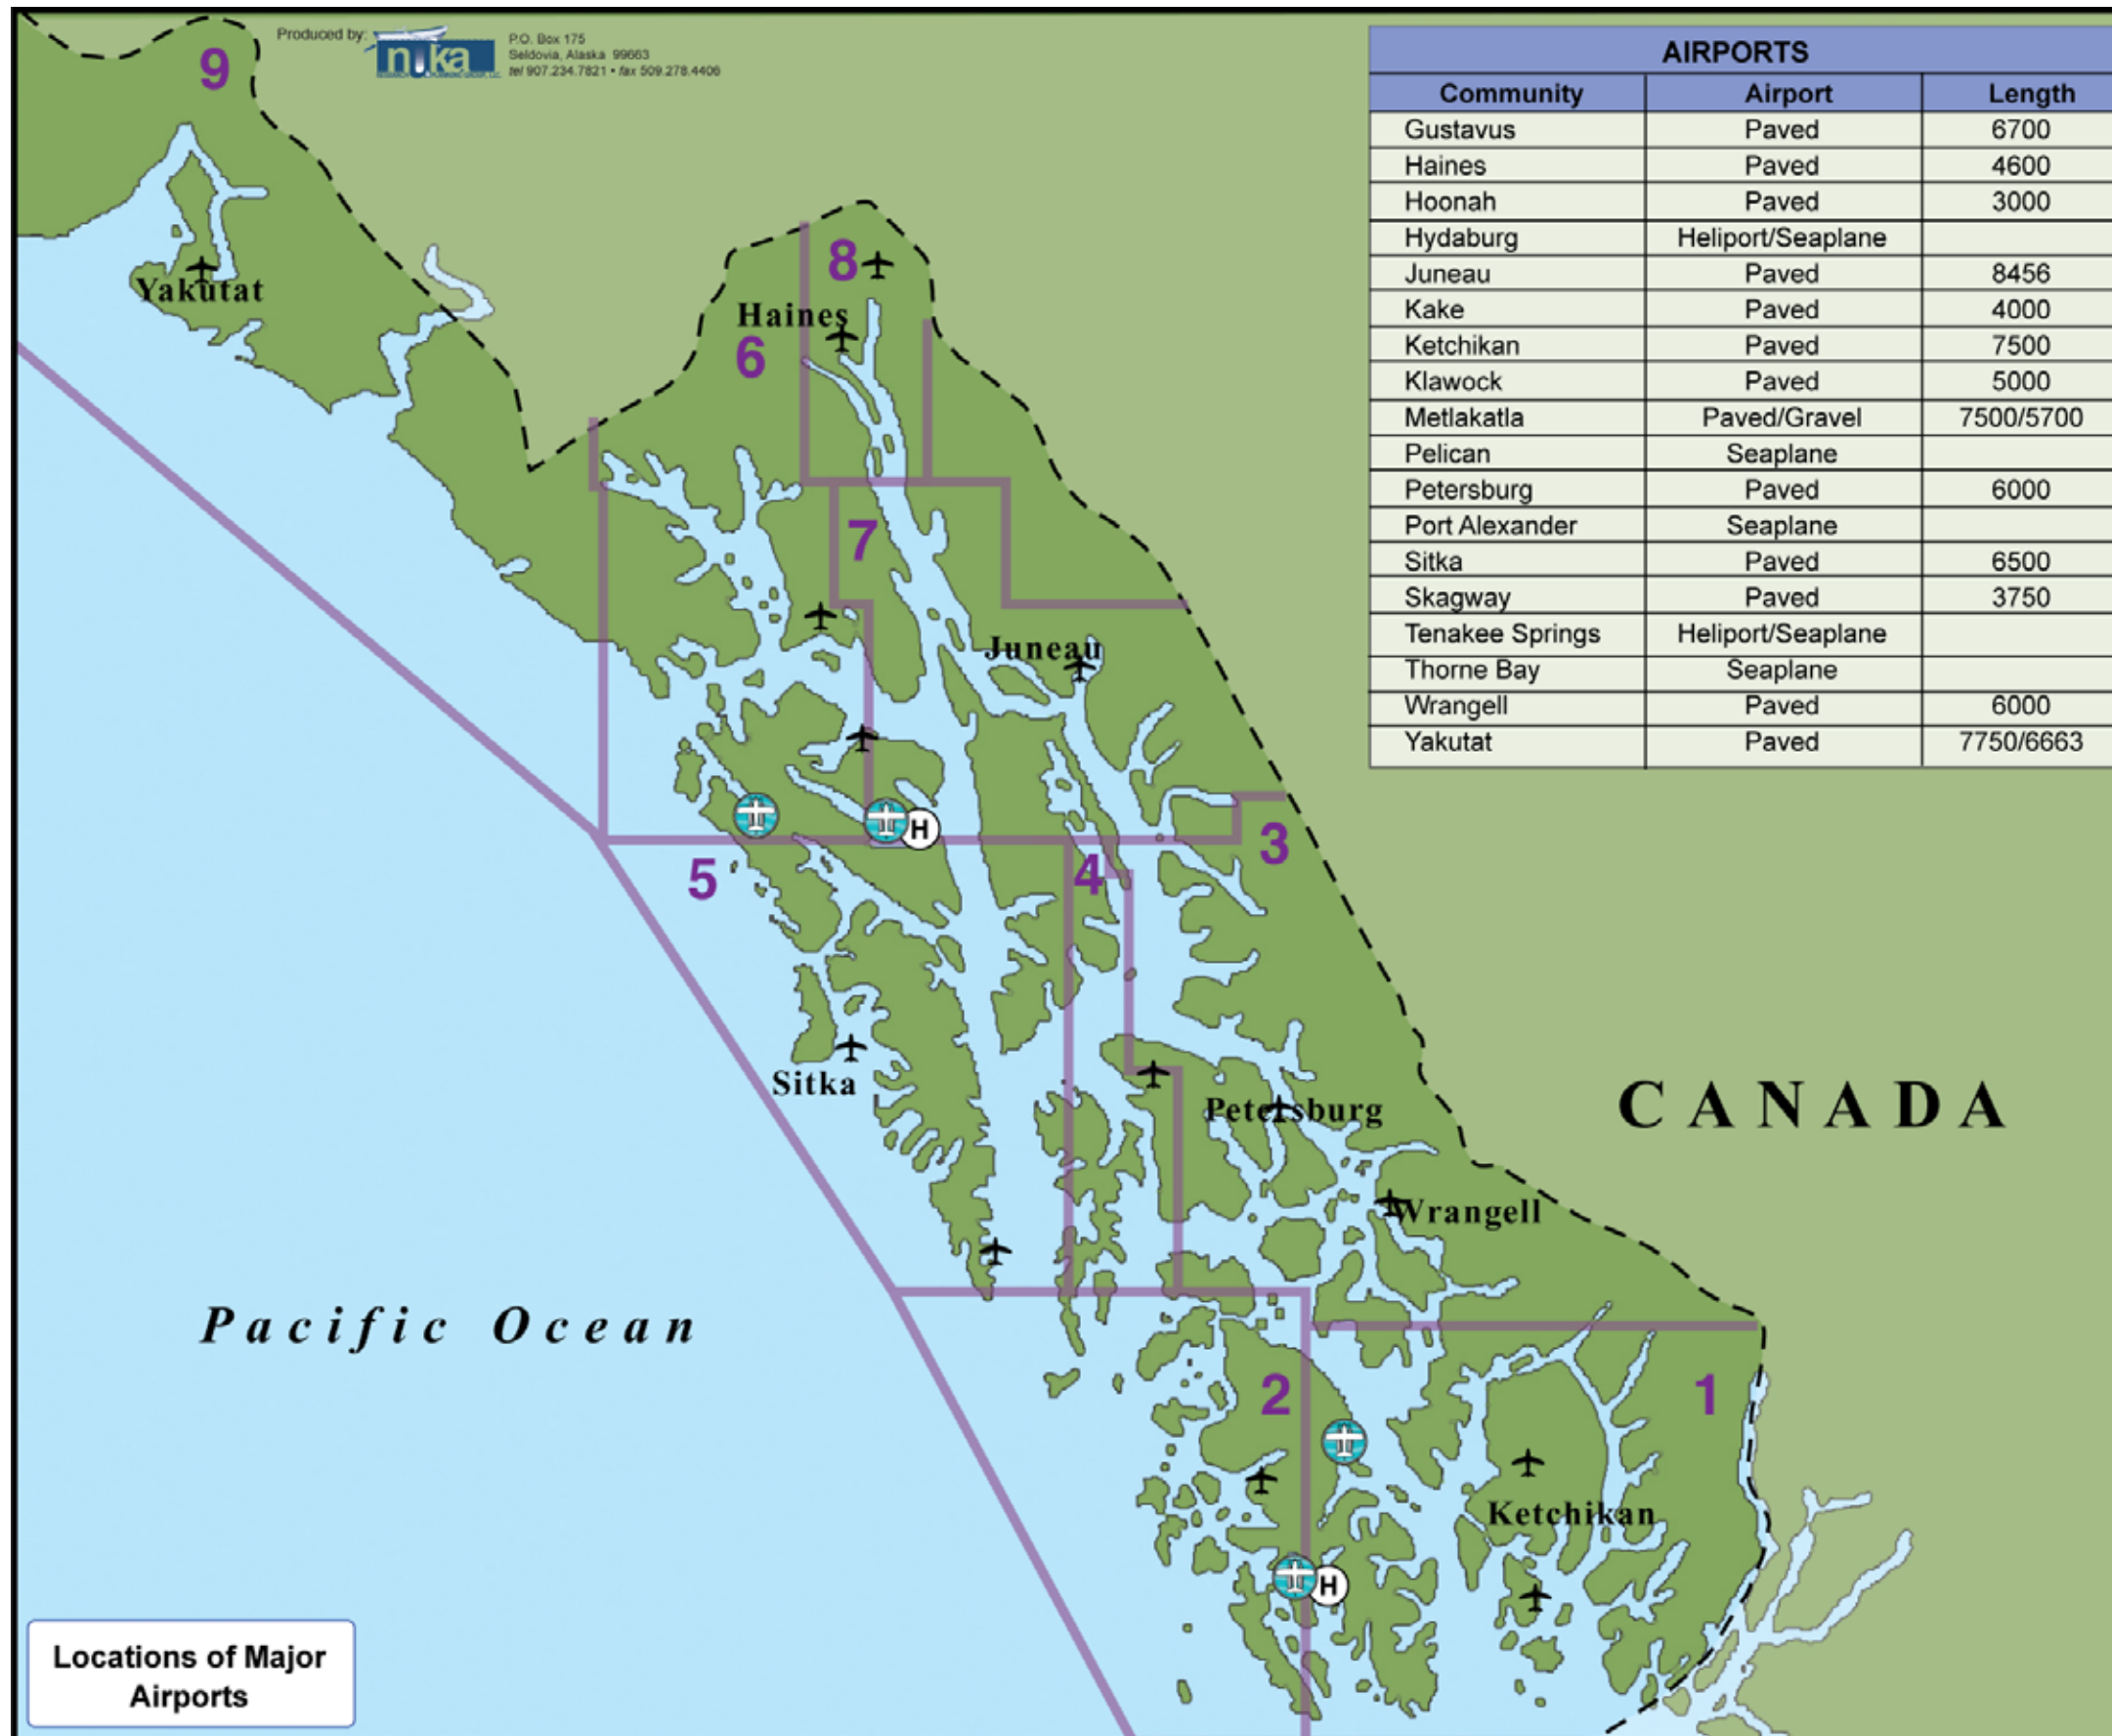 Produced by:
nuka
P.O. Box 175
Seldovia, Alaska 99663
tel 907.234.7821 • fax 509.278.4406
AIRPORTS
Community Airport Length
Gustavus Paved 6700
Haines Paved 4600
Hoonah Paved 3000
Hydaburg Heliport/Seaplane
Juneau Paved 8456
Kake Paved 4000
Ketchikan Paved 7500
Klawock Paved 5000
Metlakatla Paved/Gravel 7500/5700
Pelican Seaplane
Petersburg Paved 6000
Port Alexander Seaplane
Sitka Paved 6500
Skagway Paved 3750
Tenakee Springs Heliport/Seaplane
Thorne Bay Seaplane
Wrangell Paved 6000
Yakutat Paved 7750/6663
9
Yakutat
8
Haines
6
7
Juneau
H
3
4
5
Sitka
Petersburg
CANADA
Wrangell
Pacific Ocean
2
1
Ketchikan
H
Locations of Major
Airports